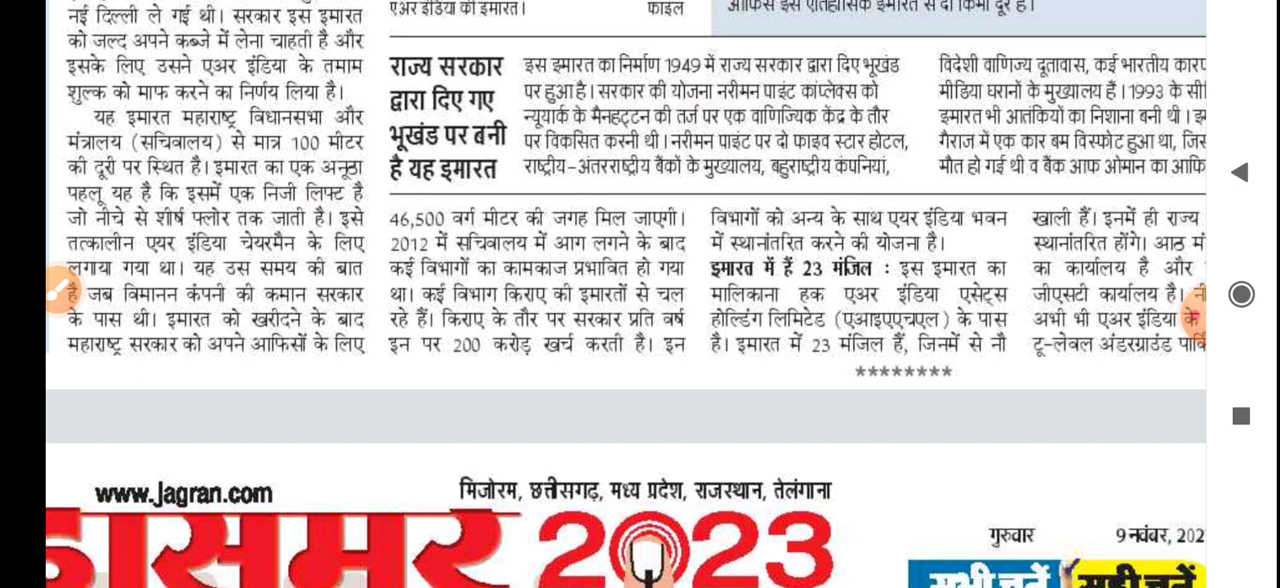 नई दिल्ली ले गई थी। सरकार इस इमारत
को जल्द अपने कब्जे में लेना चाहती है और
इसके लिए उसने एअर इंडिया के तमाम
शुल्क को माफ करने का निर्णय लिया है।
यह इमारत महाराष्ट्र विधानसभा और
मंत्रालय (सचिवालय) से मात्र 100 मीटर
की दूरी पर स्थित है। इमारत का एक अनूठा
पहलू यह है कि इसमें एक निजी लिफ्ट है
जो नीचे से शीर्ष फ्लोर तक जाती है। इसे
तत्कालीन एयर इंडिया चेयरमैन के लिए
लगाया गया था। यह उस समय की बात
है जब विमानन कंपनी की कमान सरकार
के पास थी। इमारत को खरीदने के बाद
महाराष्ट्र सरकार को अपने आफिसों के लिए
एअर इंडिया की इमारत।
फाइल
आफिस इस ऐतिहासिक इमारत से दो किमी दूर है।
राज्य सरकार
द्वारा दिए गए
भूखंड पर बनी
है यह इमारत
इस इमारत का निर्माण 1949 में राज्य सरकार द्वारा दिए भूखंड
पर हुआ है। सरकार की योजना नरीमन पाइंट कांप्लेक्स को
न्यूयार्क के मैनहट्टन की तर्ज पर एक वाणिज्यिक केंद्र के तौर
पर विकसित करनी थी। नरीमन पाइंट पर दो फाइव स्टार होटल,
राष्ट्रीय-अंतरराष्ट्रीय बैंकों के मुख्यालय, बहुराष्ट्रीय कंपनियां,
विदेशी वाणिज्य दूतावास, कई भारतीय
मीडिया घरानों के मुख्यालय हैं। 1993 के
इमारत भी आतंकियों का निशाना बनी थी।
गैराज में एक कार बम विस्फोट हुआ था,
मौत हो गई थी व बैंक आफ ओमान का
46,500 वर्ग मीटर की जगह मिल जाएगी।
2012 में सचिवालय में आग लगने के बाद
कई विभागों का कामकाज प्रभावित हो गया
था। कई विभाग किराए की इमारतों से चल
रहे हैं। किराए के तौर पर सरकार प्रति वर्ष
इन पर 200 करोड़ खर्च करती है। इन
विभागों को अन्य के साथ एयर इंडिया भवन
में स्थानांतरित करने की योजना है।
इमारत में हैं 23 मंजिल : इस इमारत का
मालिकाना हक एअर इंडिया एसेट्स
होल्डिंग लिमिटेड (एआइएएचएल) के पास
है। इमारत में 23 मंजिल हैं, जिनमें से नौ
खाली हैं। इनमें ही राज्य
स्थानांतरित होंगे। आठ
का कार्यालय है और
जीएसटी कार्यालय है।
अभी भी एअर इंडिया के
टू-लेवल अंडरग्राउंड
********
www.Jagran.com
मिजोरम, छत्तीसगढ़, मध्य प्रदेश, राजस्थान, तेलंगाना
2023
गुरुवार
9 नवंबर, 202
सभी चुनें
सही चुनें